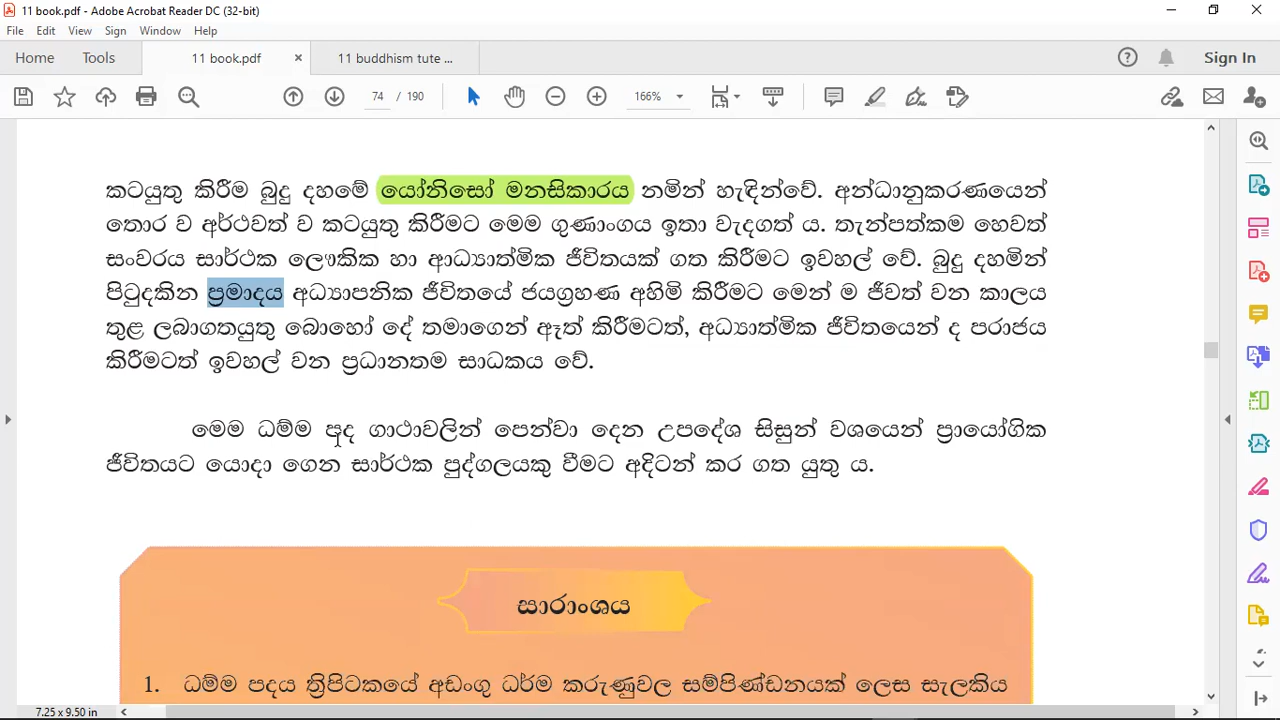 11 book.pdf - Adobe Acrobat Reader DC (32-bit)
File Edit View Sign Window Help
Home Tools 11 book.pdf × 11 buddhism tute ... Sign In
74 / 190 166%
කටයුතු කිරීම බුදු දහමේ යෝනිසෝ මනසිකාරය නමින් හැඳින්වේ. අන්ධානුකරණයෙන්
තොර ව අර්ථවත් ව කටයුතු කිරීමට මෙම ගුණාංගය ඉතා වැදගත් ය. තැන්පත්කම හෙවත්
සංවරය සාර්ථක ලෞකික හා ආධ්‍යාත්මික ජීවිතයක් ගත කිරීමට ඉවහල් වේ. බුදු දහමින්
පිටුදකින ප්‍රමාදය අධ්‍යාපනික ජීවිතයේ ජයග්‍රහණ අහිමි කිරීමට මෙන් ම ජීවත් වන කාලය
තුළ ලබාගතයුතු බොහෝ දේ තමාගෙන් ඈත් කිරීමටත්, අධ්‍යාත්මික ජීවිතයෙන් ද පරාජය
කිරීමටත් ඉවහල් වන ප්‍රධානතම සාධකය වේ.
මෙම ධම්ම පද ගාථාවලින් පෙන්වා දෙන උපදේශ සිසුන් වශයෙන් ප්‍රායෝගික
ජීවිතයට යොදා ගෙන සාර්ථක පුද්ගලයකු වීමට අදිටන් කර ගත යුතු ය.
සාරාංශය
1. ධම්ම පදය ත්‍රිපිටකයේ අඩංගු ධර්ම කරුණුවල සම්පිණ්ඩනයක් ලෙස සැලකිය
7.25 x 9.50 in